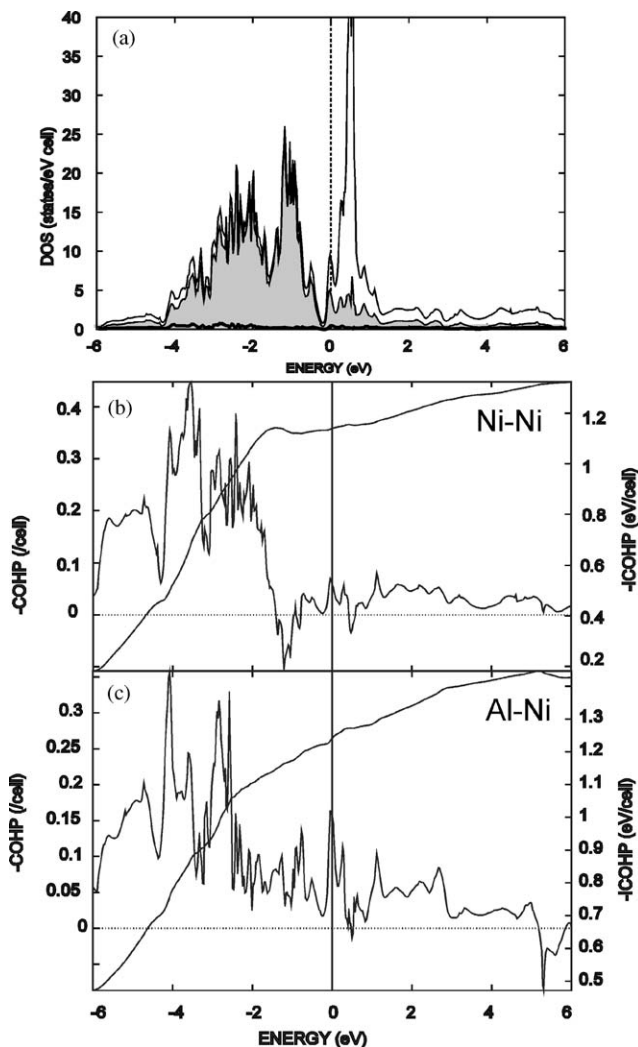 (a)
DOS (states/eV cell)
40
35
30
25
20
15
10
5
0
-6 -4 -2 0 2 4 6
ENERGY (eV)
(b)
Ni-Ni
-COHP (/cell)
0.4
0.3
0.2
0.1
0
-ICOHP (eV/cell)
1.2
1
0.8
0.6
0.4
0.2
(c)
Al-Ni
-COHP (/cell)
0.3
0.25
0.2
0.15
0.1
0.05
0
-ICOHP (eV/cell)
1.4
1.3
1.2
1.1
1
0.9
0.8
0.7
0.6
0.5
-6 -4 -2 0 2 4 6
ENERGY (eV)